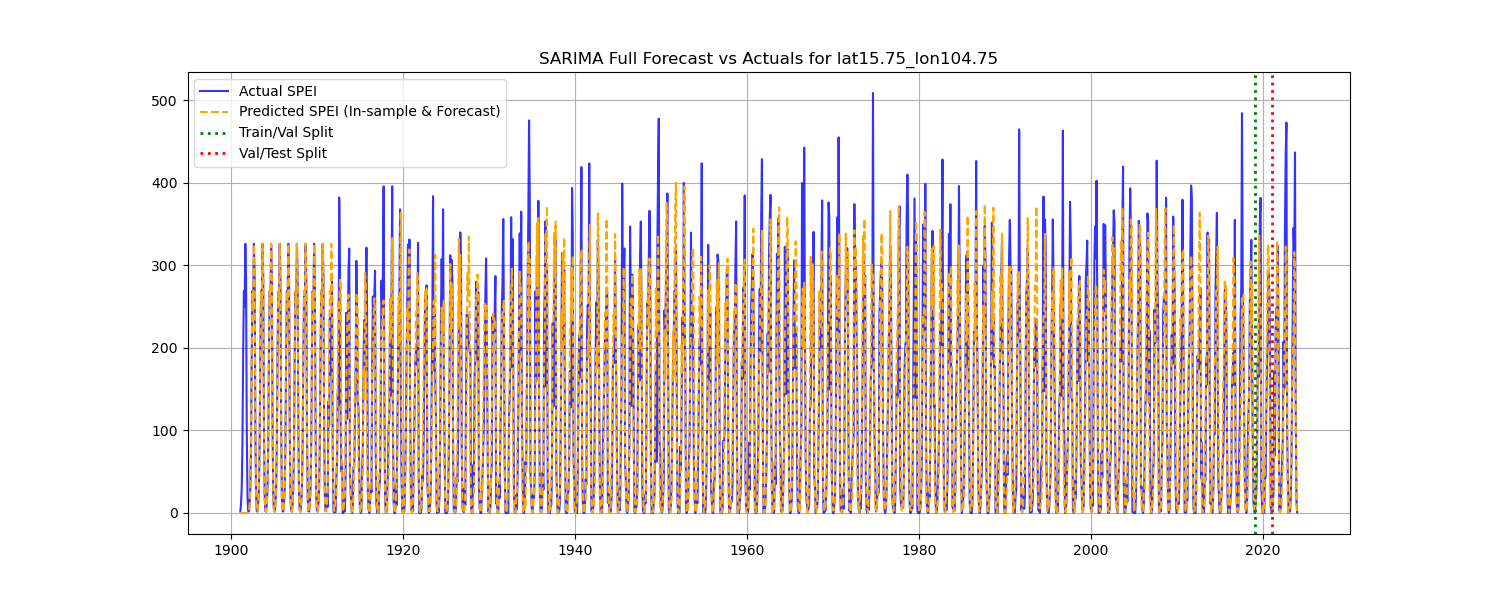 SARIMA Full Forecast vs Actuals for lat15.75_lon104.75
Actual SPEI
Predicted SPEI (In-sample & Forecast)
Train/Val Split
Val/Test Split
500
400
300
200
100
0
1900 1920 1940 1960 1980 2000 2020